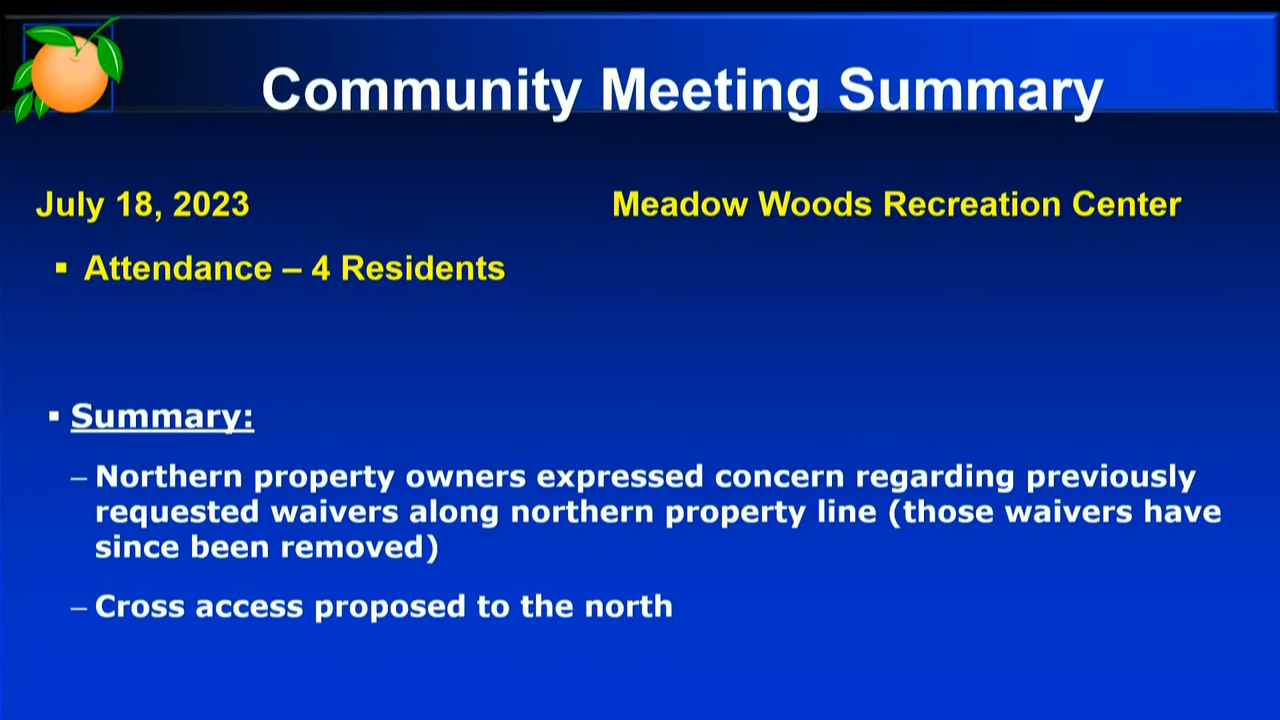 Community Meeting Summary
July 18, 2023 Meadow Woods Recreation Center
▪ Attendance – 4 Residents
▪ Summary:
– Northern property owners expressed concern regarding previously
requested waivers along northern property line (those waivers have
since been removed)
– Cross access proposed to the north